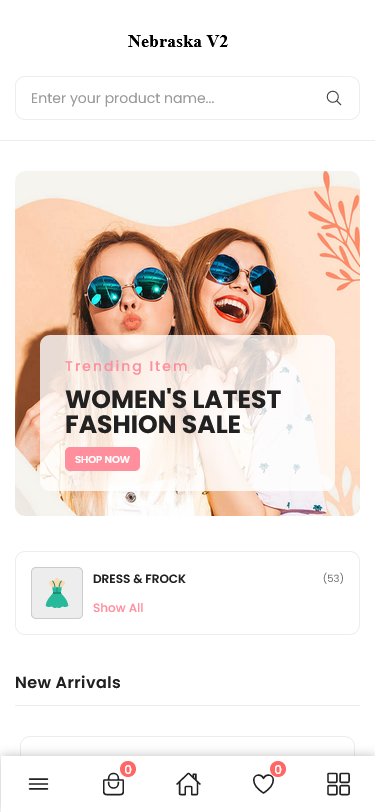 Nebraska V2
Enter your product name...
Trending Item
WOMEN'S LATEST
FASHION SALE
SHOP NOW
DRESS & FROCK
(53)
Show All
New Arrivals
0
0